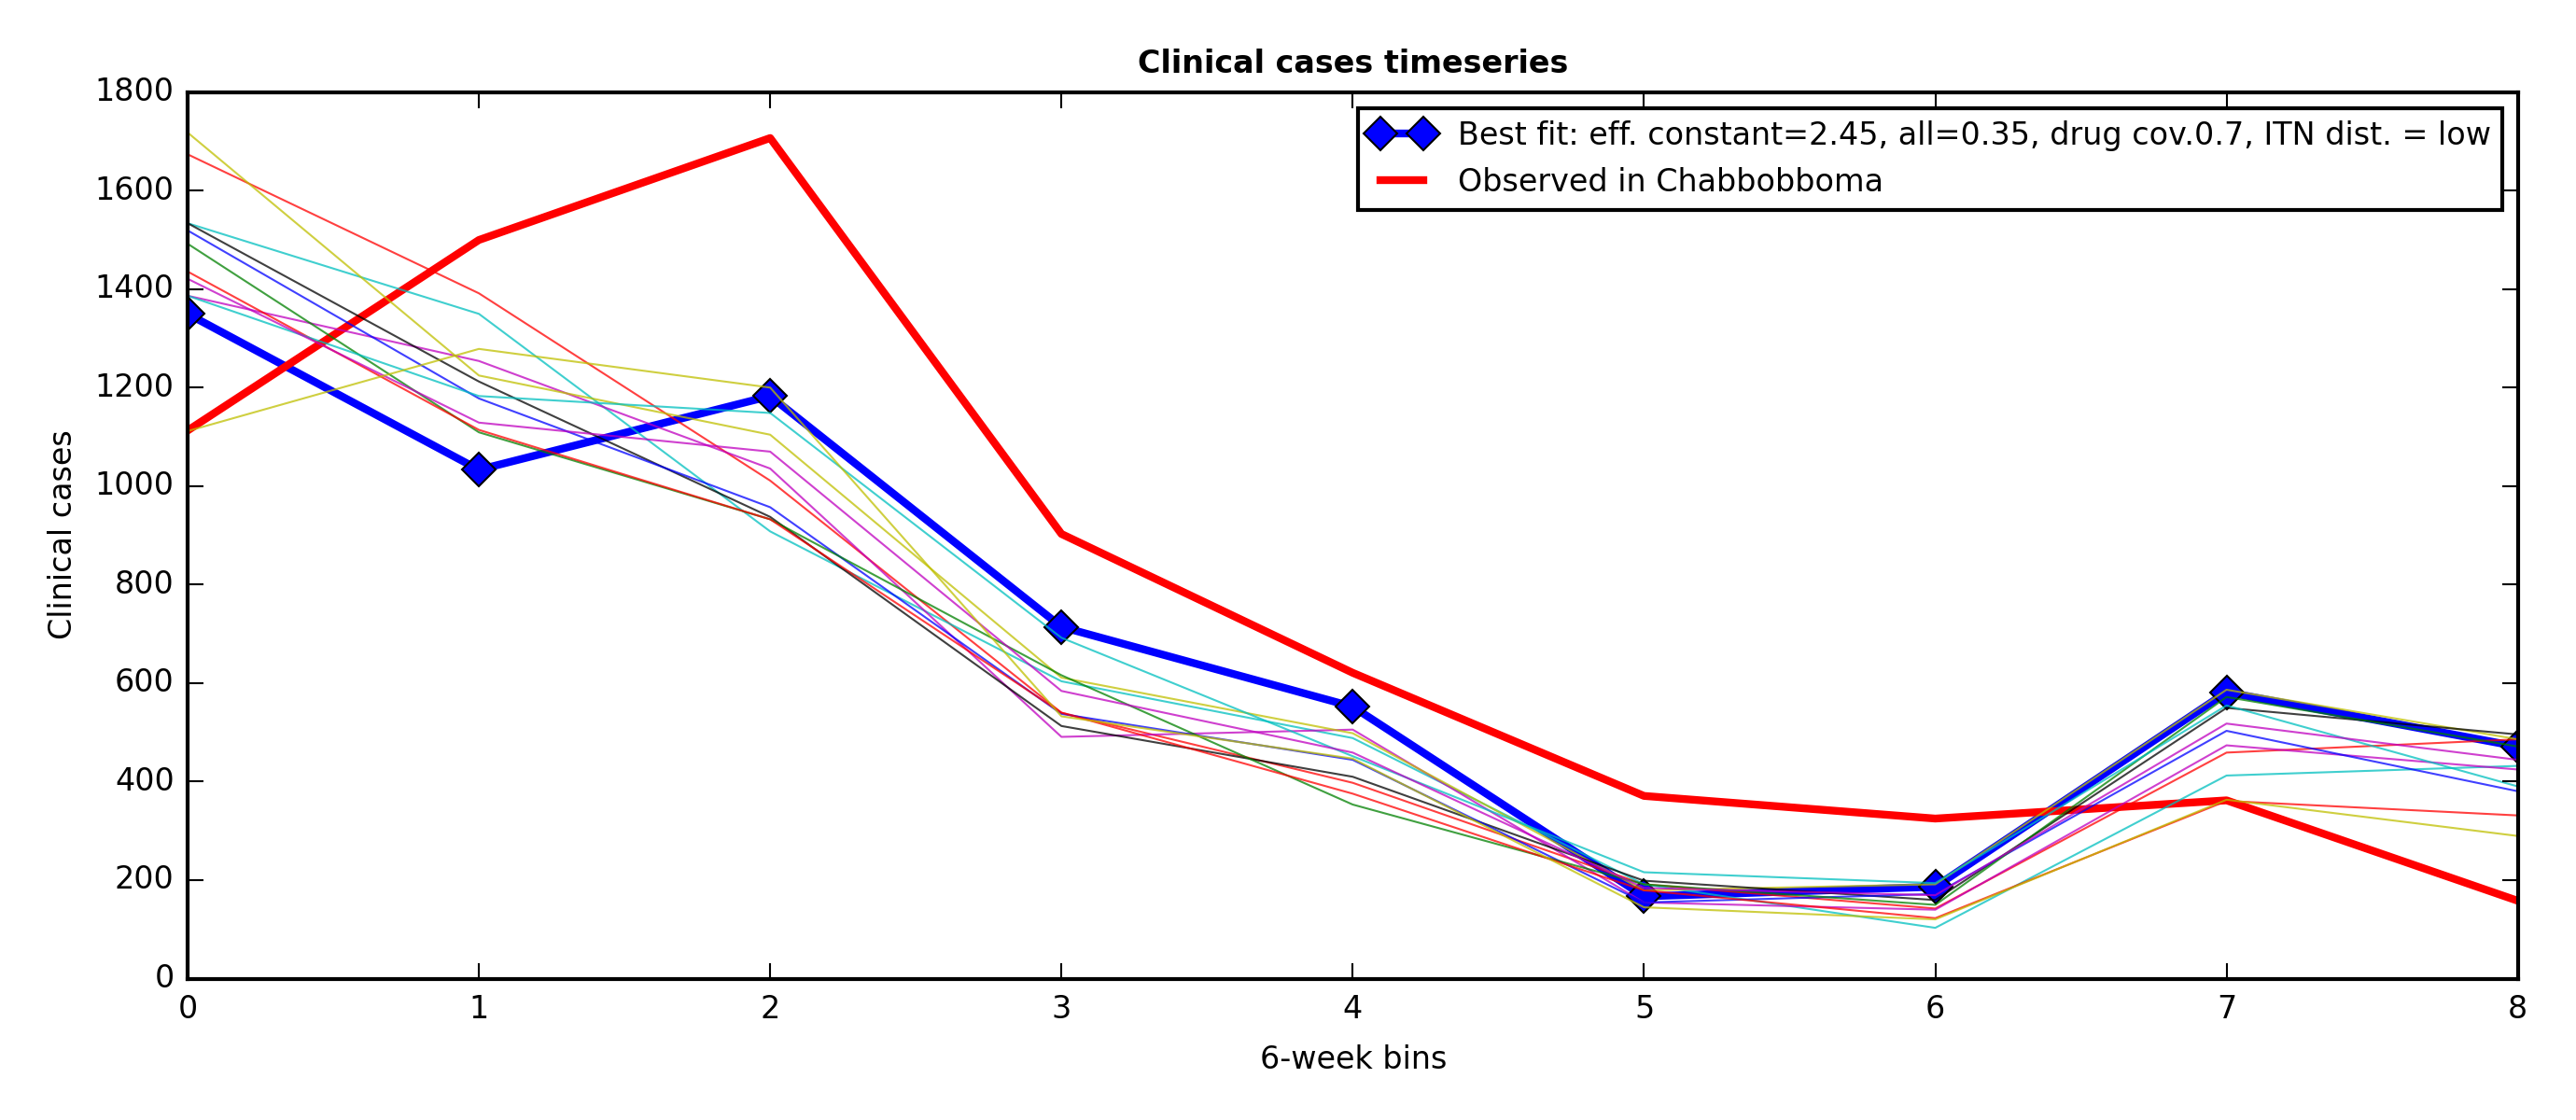 Clinical cases timeseries
1800
1600
1400
1200
1000
800
600
400
200
0
Clinical cases
Best fit: eff. constant=2.45, all=0.35, drug cov.0.7, ITN dist. = low
Observed in Chabbobboma
0 1 2 3 4 5 6 7 8
6-week bins